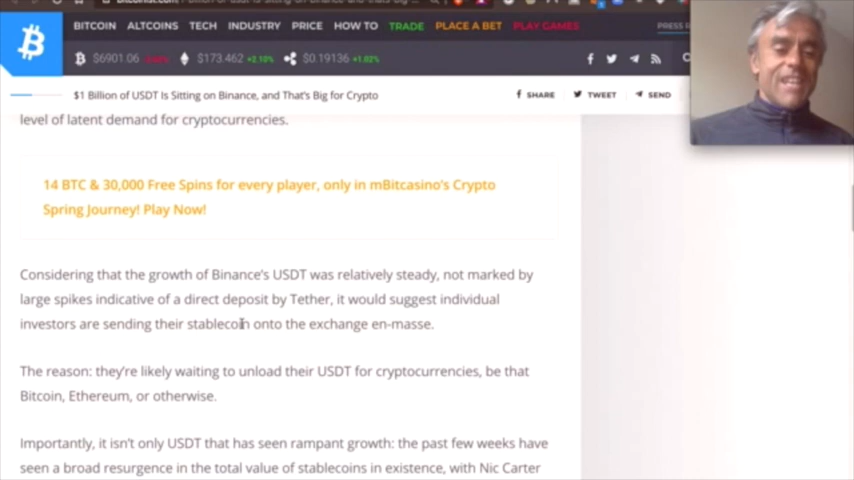 BITCOIN ALTCOINS TECH INDUSTRY PRICE HOW TO TRADE PLACE A BET PLAY GAMES PRESS R
$6901.06 $173.462 +2.10% $0.19136 +1.02%
$1 Billion of USDT Is Sitting on Binance, and That's Big for Crypto SHARE TWEET SEND
level of latent demand for cryptocurrencies.
14 BTC & 30,000 Free Spins for every player, only in mBitcasino's Crypto
Spring Journey! Play Now!
Considering that the growth of Binance's USDT was relatively steady, not marked by
large spikes indicative of a direct deposit by Tether, it would suggest individual
investors are sending their stablecoin onto the exchange en-masse.
The reason: they're likely waiting to unload their USDT for cryptocurrencies, be that
Bitcoin, Ethereum, or otherwise.
Importantly, it isn't only USDT that has seen rampant growth: the past few weeks have
seen a broad resurgence in the total value of stablecoins in existence, with Nic Carter